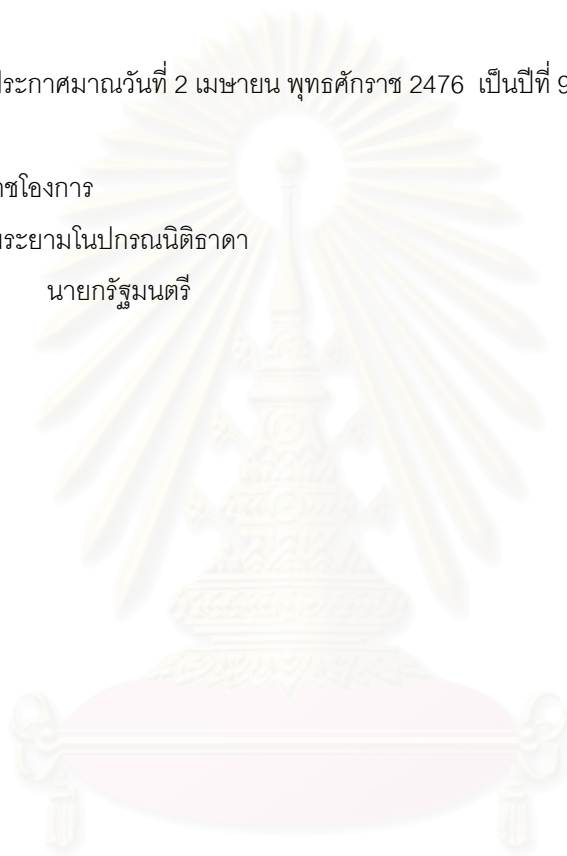 ระกาศมาณวันที่ 2 เมษายน พุทธศักราช 2476 เป็นปีที่ 9
าชโองการ
ระยามโนปกรณนิติธาดา
นายกรัฐมนตรี